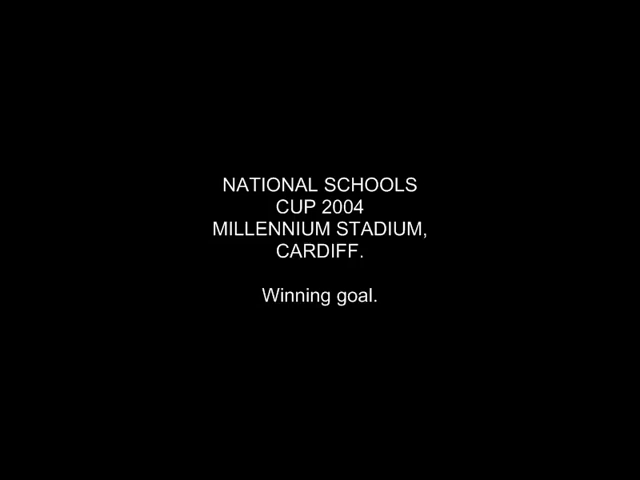 NATIONAL SCHOOLS
CUP 2004
MILLENNIUM STADIUM,
CARDIFF.
Winning goal.